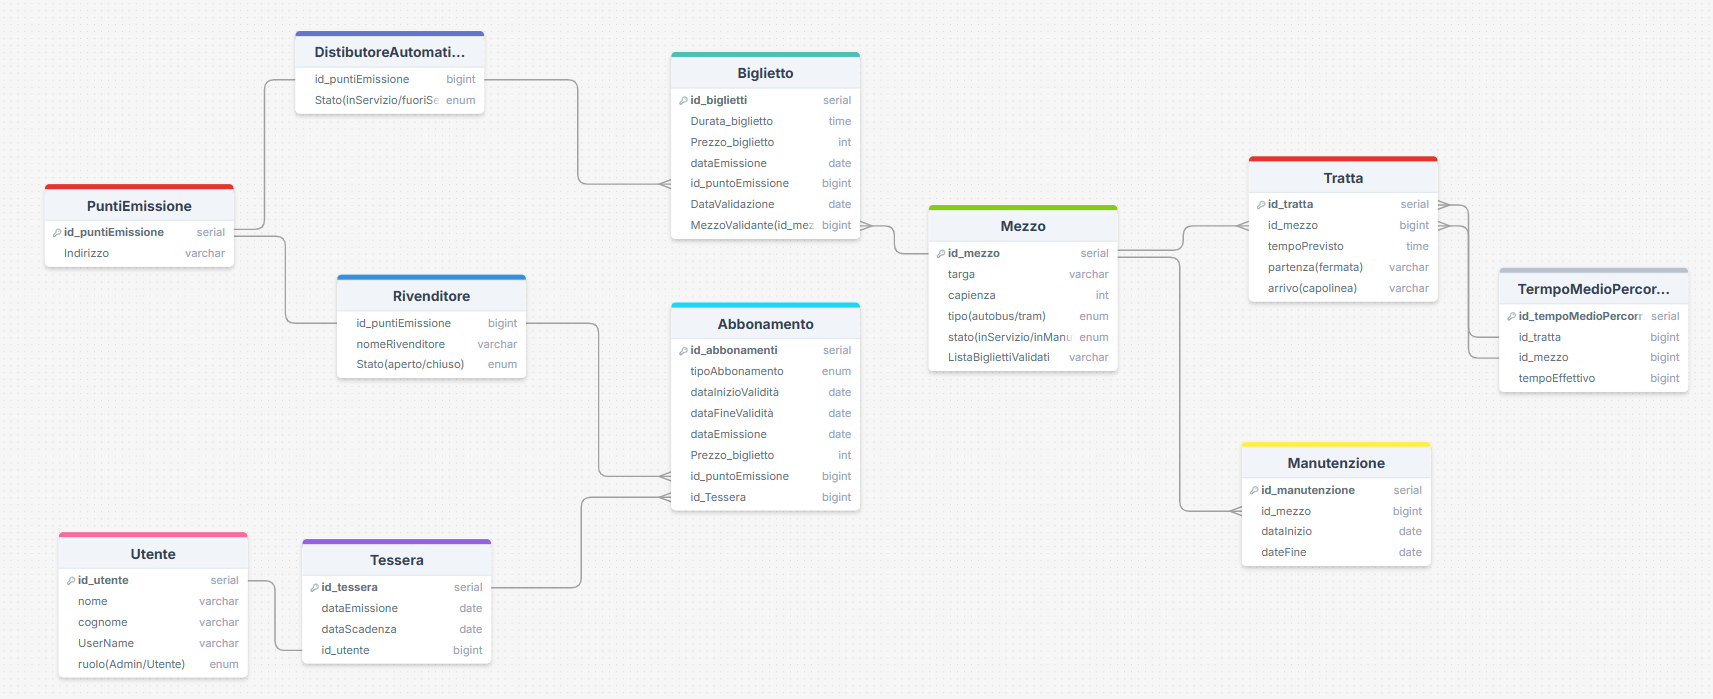 DistibutoreAutomati...
id_puntiEmissione bigint
Stato(inServizio/fuoriSe enum
PuntiEmissione
id_puntiEmissione serial
Indirizzo varchar
Rivenditore
id_puntiEmissione bigint
nomeRivenditore varchar
Stato(aperto/chiuso) enum
Utente
id_utente serial
nome varchar
cognome varchar
UserName varchar
ruolo(Admin/Utente) enum
Tessera
id_tessera serial
dataEmissione date
dataScadenza date
id_utente bigint
Biglietto
id_biglietti serial
Durata_biglietto time
Prezzo_biglietto int
dataEmissione date
id_puntoEmissione bigint
DataValidazione date
MezzoValidante(id_mez bigint
Abbonamento
id_abbonamenti serial
tipoAbbonamento enum
dataInizioValidità date
dataFineValidità date
dataEmissione date
Prezzo_biglietto int
id_puntoEmissione bigint
id_Tessera bigint
Mezzo
id_mezzo serial
targa varchar
capienza int
tipo(autobus/tram) enum
stato(inServizio/inManu enum
ListaBigliettiValidati varchar
Tratta
id_tratta serial
id_mezzo bigint
tempoPrevisto time
partenza(fermata) varchar
arrivo(capolinea) varchar
TermpoMedioPercor...
id_tempoMedioPercorr serial
id_tratta bigint
id_mezzo bigint
tempoEffettivo bigint
Manutenzione
id_manutenzione serial
id_mezzo bigint
dataInizio date
dateFine date